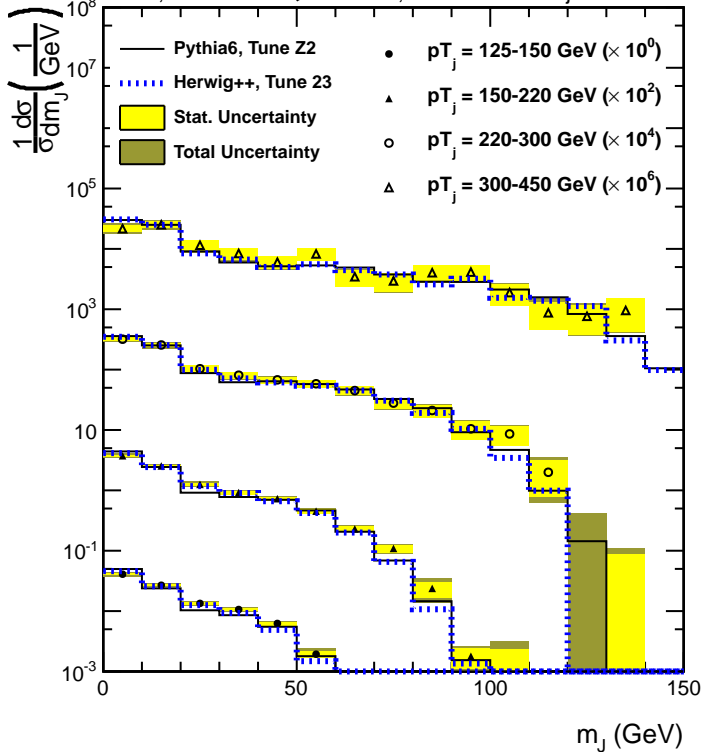 10^8
10^7
10^5
10^3
10
10^-1
10^-3
1/σ dσ/dm_J (1/GeV)
Pythia6, Tune Z2
Herwig++, Tune 23
Stat. Uncertainty
Total Uncertainty
pT_j = 125-150 GeV (× 10^0)
pT_j = 150-220 GeV (× 10^2)
pT_j = 220-300 GeV (× 10^4)
pT_j = 300-450 GeV (× 10^6)
0 50 100 150
m_J (GeV)